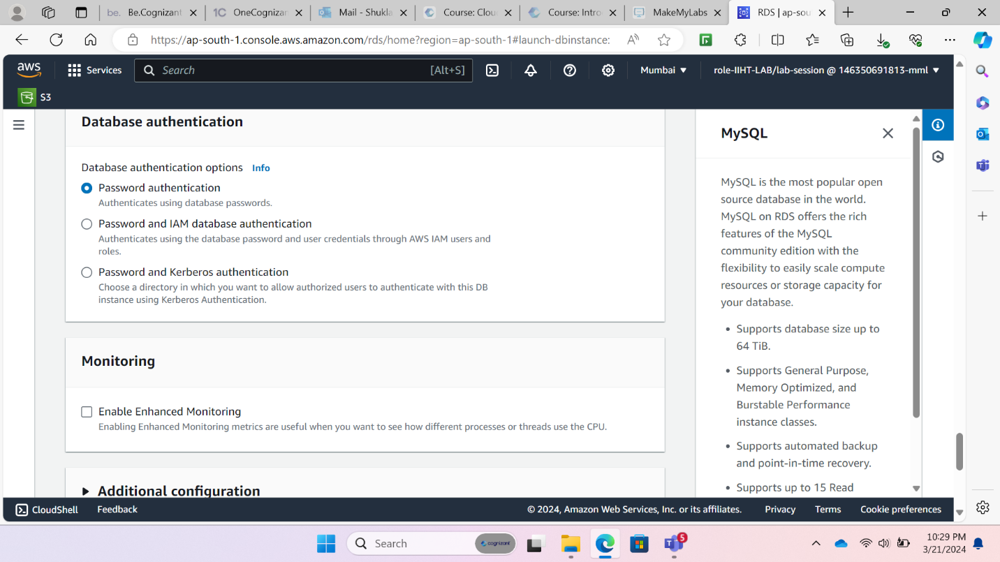 be. Be.Cognizant
1C OneCognizan
Mail - Shukla
Course: Clou
Course: Intro
MakeMyLabs
RDS | ap-sou
https://ap-south-1.console.aws.amazon.com/rds/home?region=ap-south-1#launch-dbinstance:
aws
Services
Search
[Alt+S]
Mumbai
role-IIHT-LAB/lab-session @ 146350691813-mml
S3
Database authentication
Database authentication options Info
Password authentication
Authenticates using database passwords.
Password and IAM database authentication
Authenticates using the database password and user credentials through AWS IAM users and
roles.
Password and Kerberos authentication
Choose a directory in which you want to allow authorized users to authenticate with this DB
instance using Kerberos Authentication.
Monitoring
Enable Enhanced Monitoring
Enabling Enhanced Monitoring metrics are useful when you want to see how different processes or threads use the CPU.
Additional configuration
MySQL
MySQL is the most popular open
source database in the world.
MySQL on RDS offers the rich
features of the MySQL
community edition with the
flexibility to easily scale compute
resources or storage capacity for
your database.
• Supports database size up to
64 TiB.
• Supports General Purpose,
Memory Optimized, and
Burstable Performance
instance classes.
• Supports automated backup
and point-in-time recovery.
• Supports up to 15 Read
CloudShell
Feedback
© 2024, Amazon Web Services, Inc. or its affiliates.
Privacy
Terms
Cookie preferences
Search
cognizant
5
10:29 PM
3/21/2024